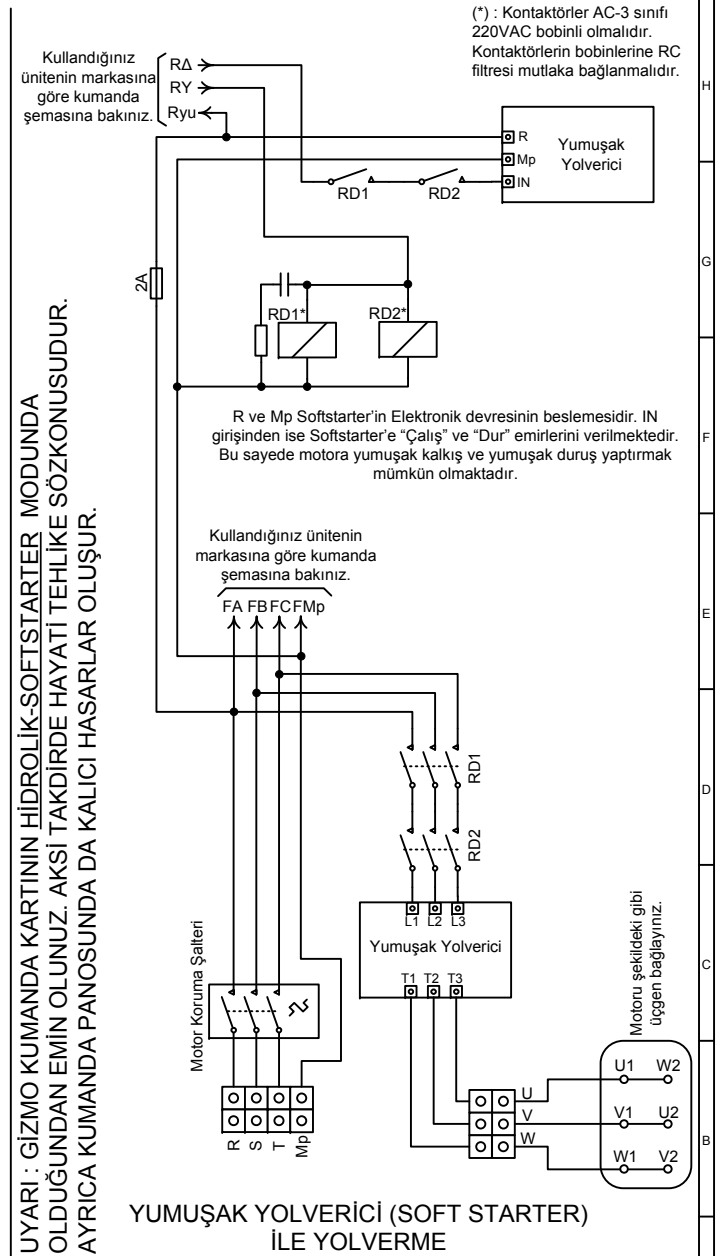 (*) : Kontaktörler AC-3 sınıfı
220VAC bobinli olmalıdır.
Kontaktörlerin bobinlerine RC
filtresi mutlaka bağlanmalıdır.
Kullandığınız
ünitenin markasına
göre kumanda
şemasına bakınız.
RΔ
RY
Ryu
R
Mp
IN
Yumuşak
Yolverici
RD1
RD2
2A
RD1*
RD2*
R ve Mp Softstarter'in Elektronik devresinin beslemesidir. IN
girişinden ise Softstarter'e “Çalış” ve “Dur” emirlerini verilmektedir.
Bu sayede motora yumuşak kalkış ve yumuşak duruş yaptırmak
mümkün olmaktadır.
Kullandığınız ünitenin
markasına göre kumanda
şemasına bakınız.
FA FB FC FMp
RD1
RD2
L1 L2 L3
Yumuşak Yolverici
T1 T2 T3
Motor Koruma Şalteri
R S T Mp
U
V
W
Motoru şekildeki gibi
üçgen bağlayınız.
U1 W2
V1 U2
W1 V2
UYARI : GİZMO KUMANDA KARTININ HİDROLİK-SOFTSTARTER MODUNDA
OLDUĞUNDAN EMİN OLUNUZ. AKSİ TAKDİRDE HAYATİ TEHLİKE SÖZKONUSUDUR.
AYRICA KUMANDA PANOSUNDA DA KALICI HASARLAR OLUŞUR.
YUMUŞAK YOLVERİCİ (SOFT STARTER)
İLE YOLVERME
H
G
F
E
D
C
B